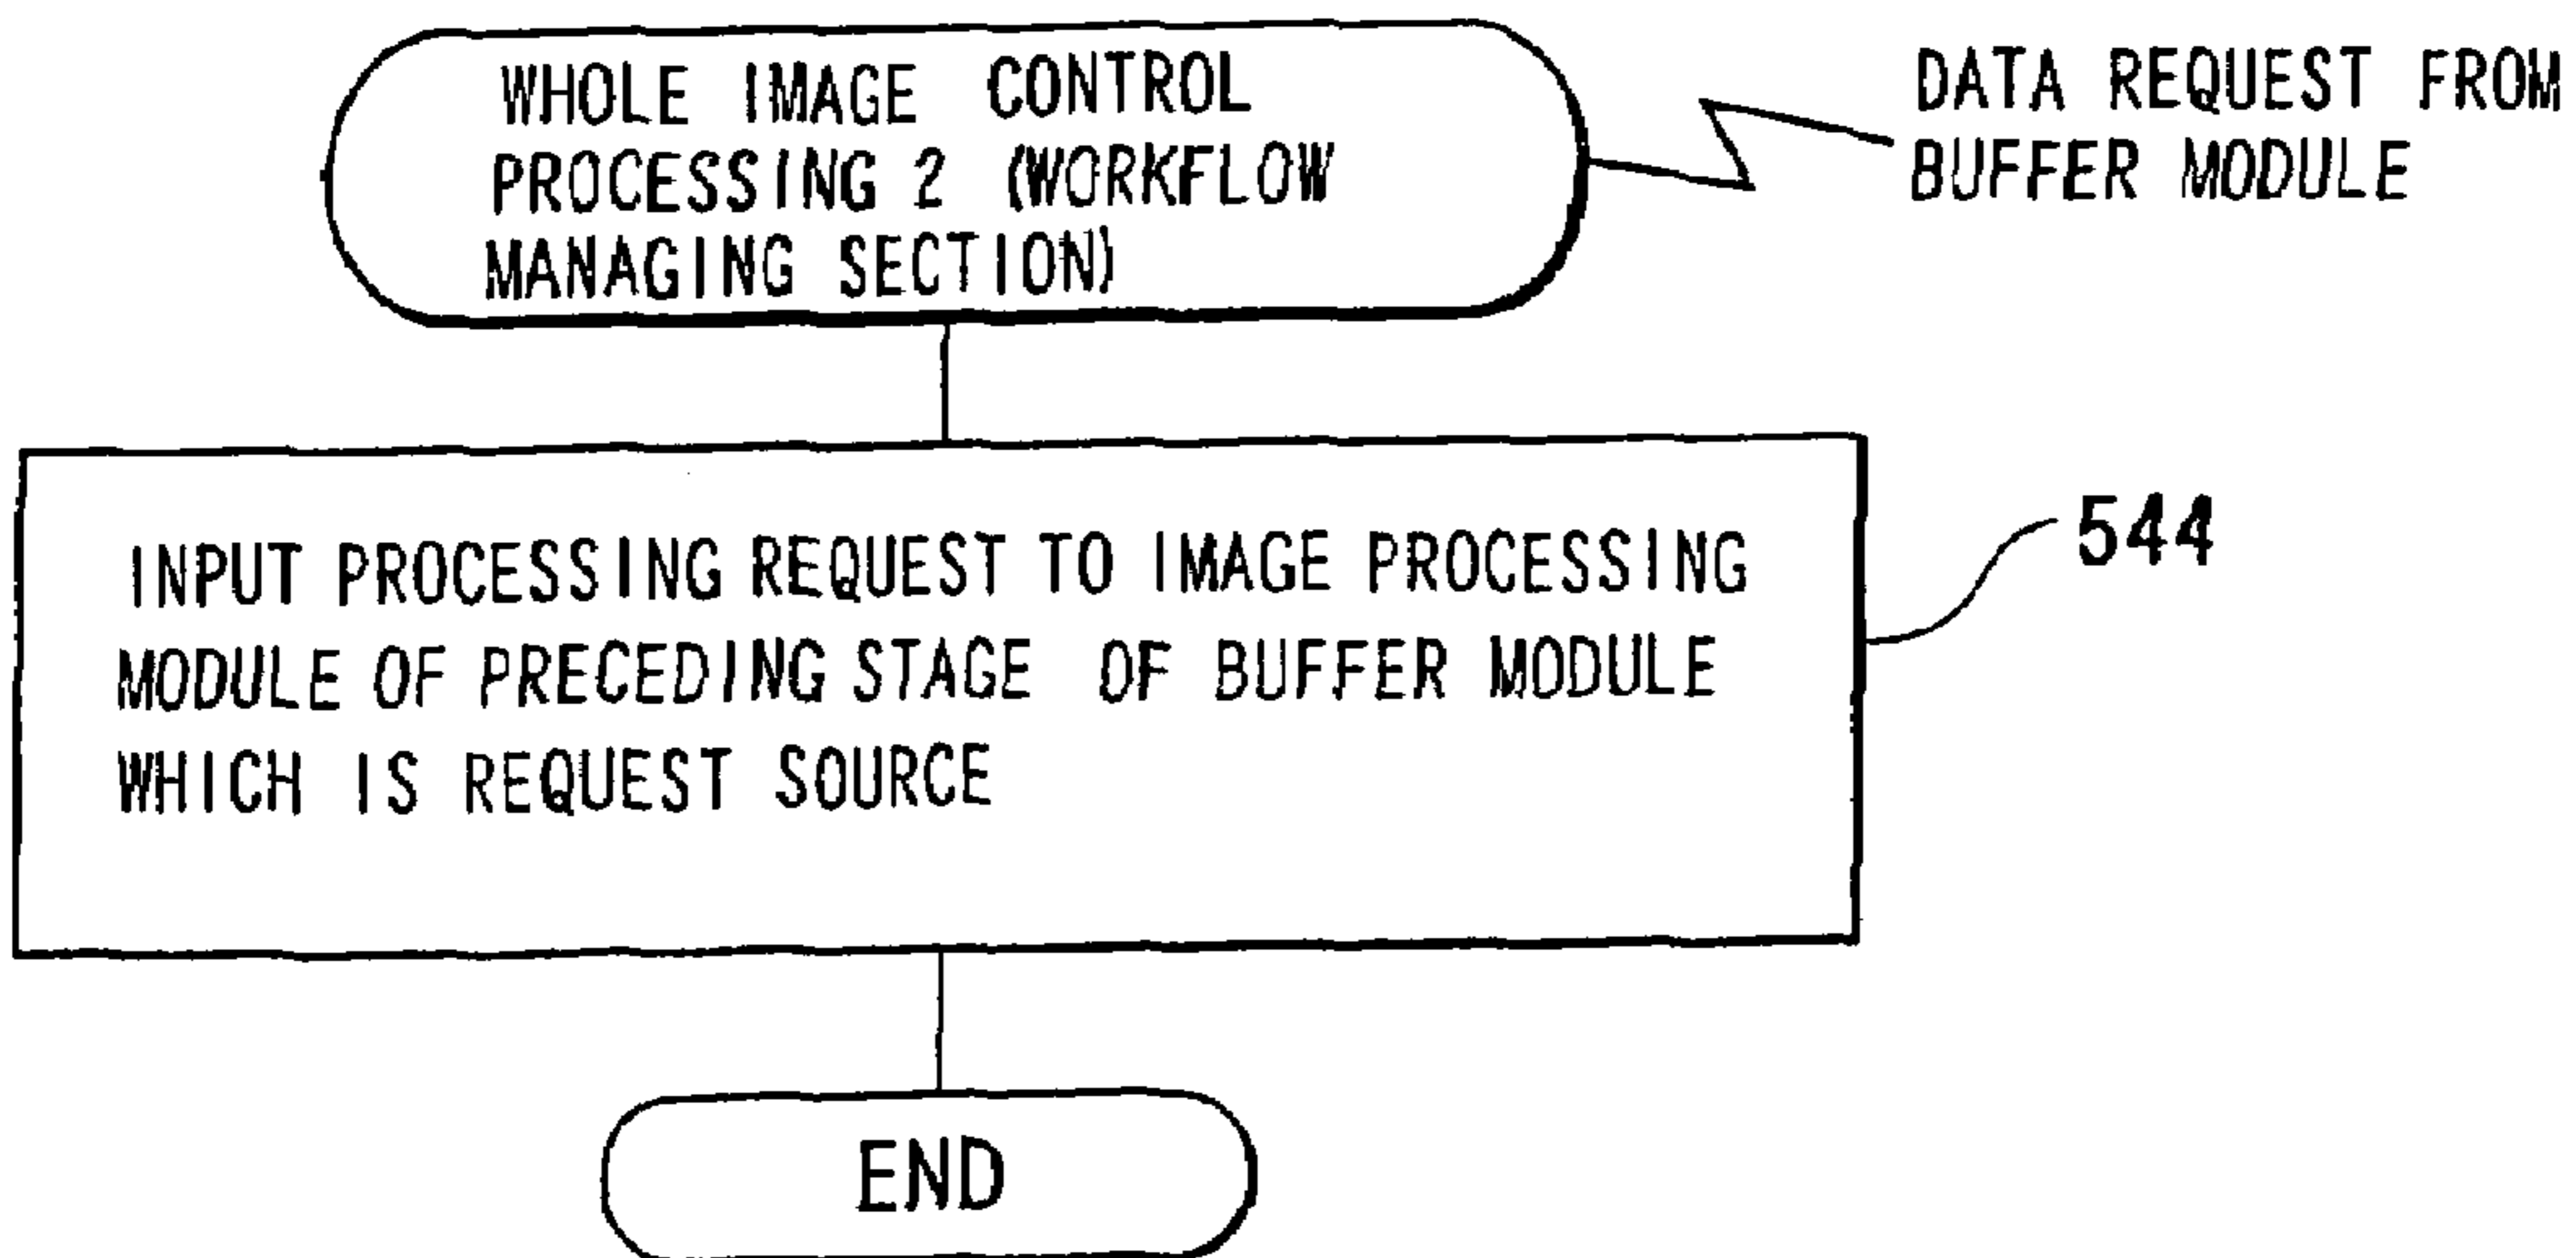 WHOLE IMAGE CONTROL
PROCESSING 2 (WORKFLOW
MANAGING SECTION)
DATA REQUEST FROM
BUFFER MODULE
INPUT PROCESSING REQUEST TO IMAGE PROCESSING
MODULE OF PRECEDING STAGE OF BUFFER MODULE
WHICH IS REQUEST SOURCE
544
END